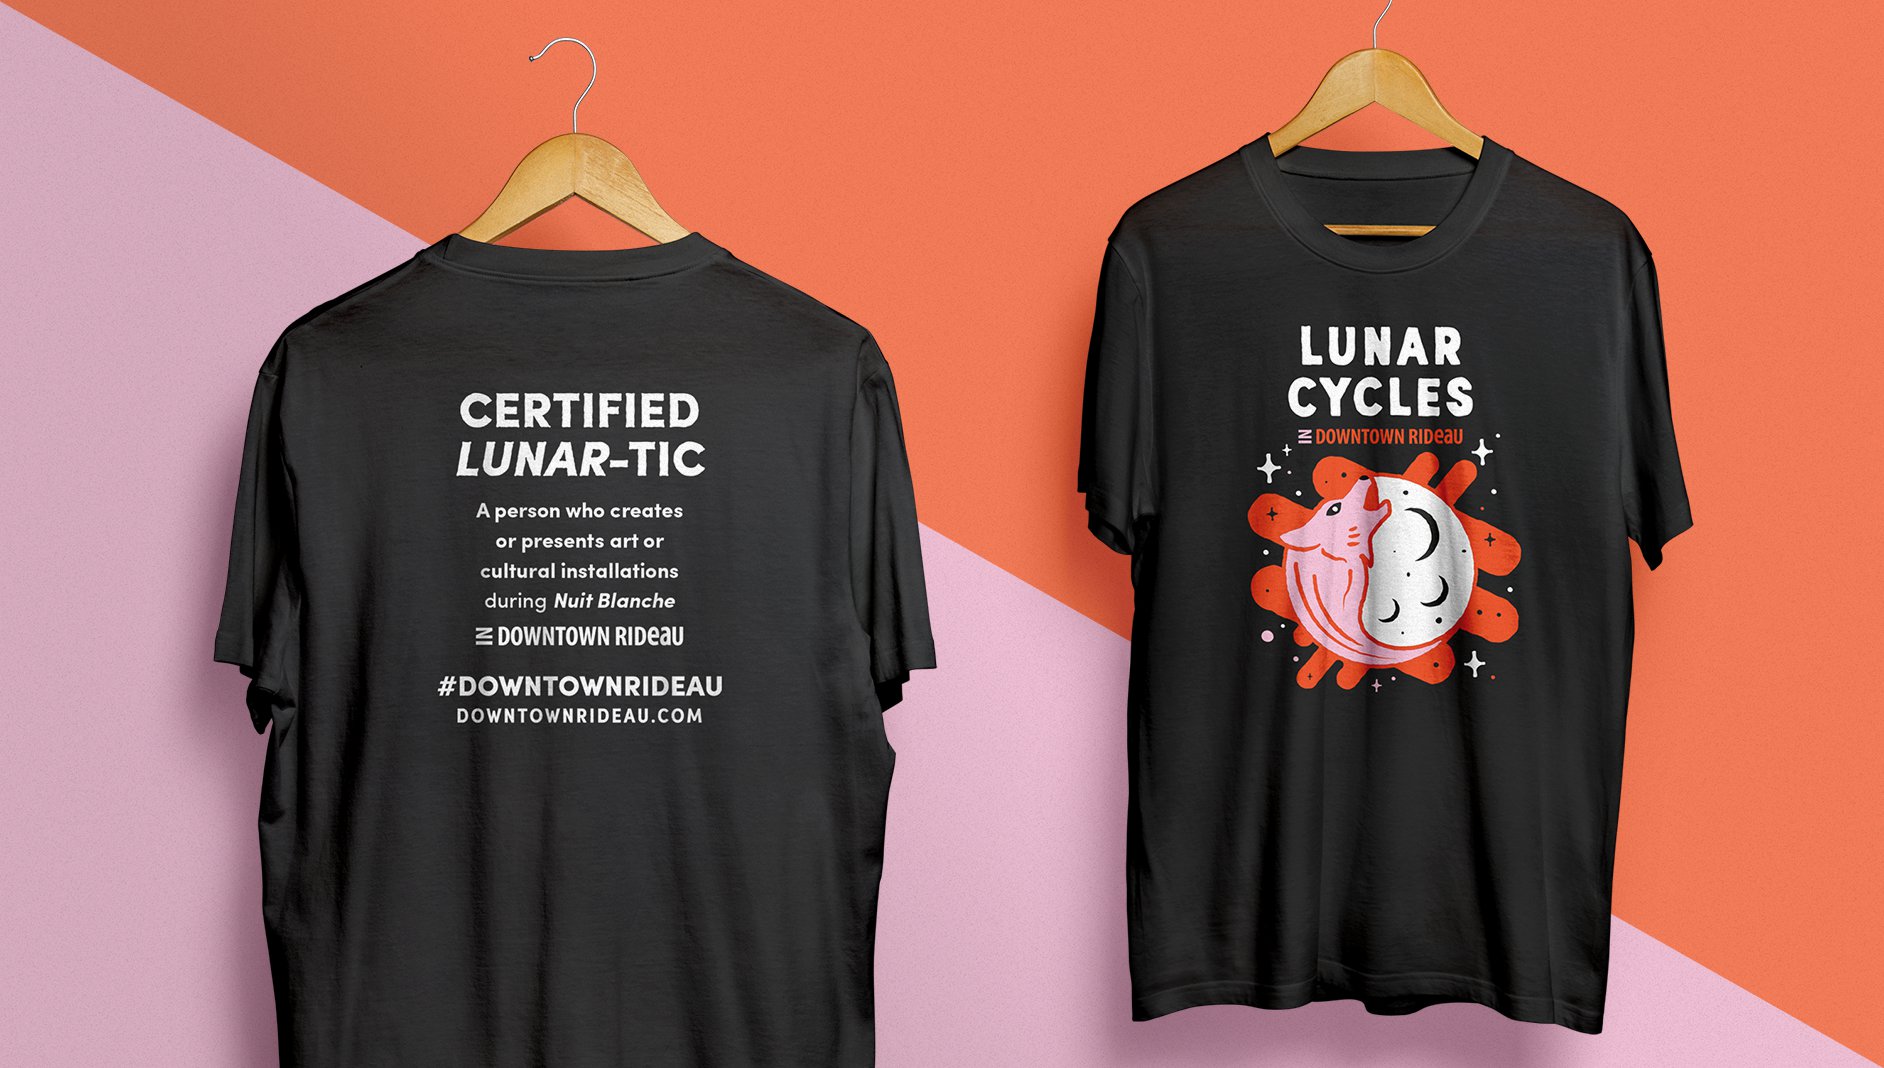 CERTIFIED
LUNAR-TIC
A person who creates
or presents art or
cultural installations
during Nuit Blanche
IN DOWNTOWN RIDeau
#DOWNTOWNRIDEAU
DOWNTOWNRIDEAU.COM
LUNAR
CYCLES
IN DOWNTOWN RIDeau